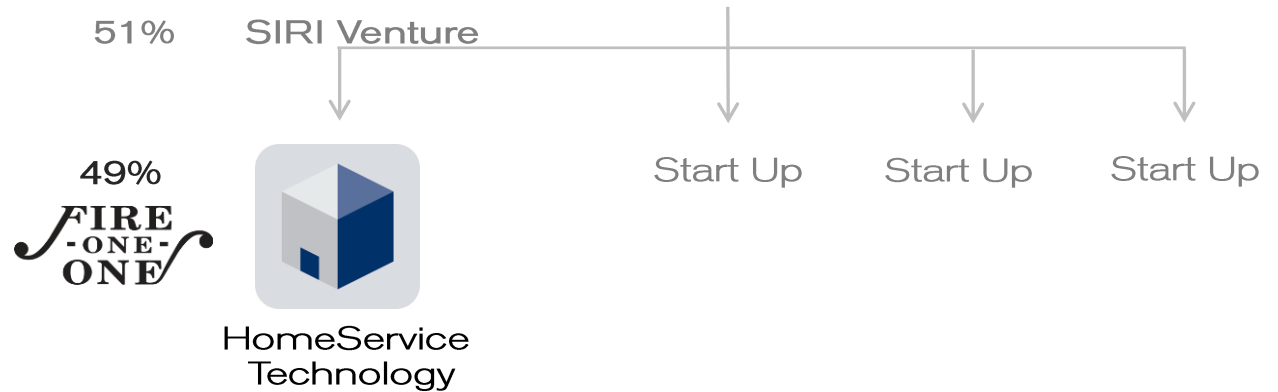 51% SIRI Venture
49%
FIRE
-ONE-
ONE
Start Up Start Up Start Up
HomeService
Technology